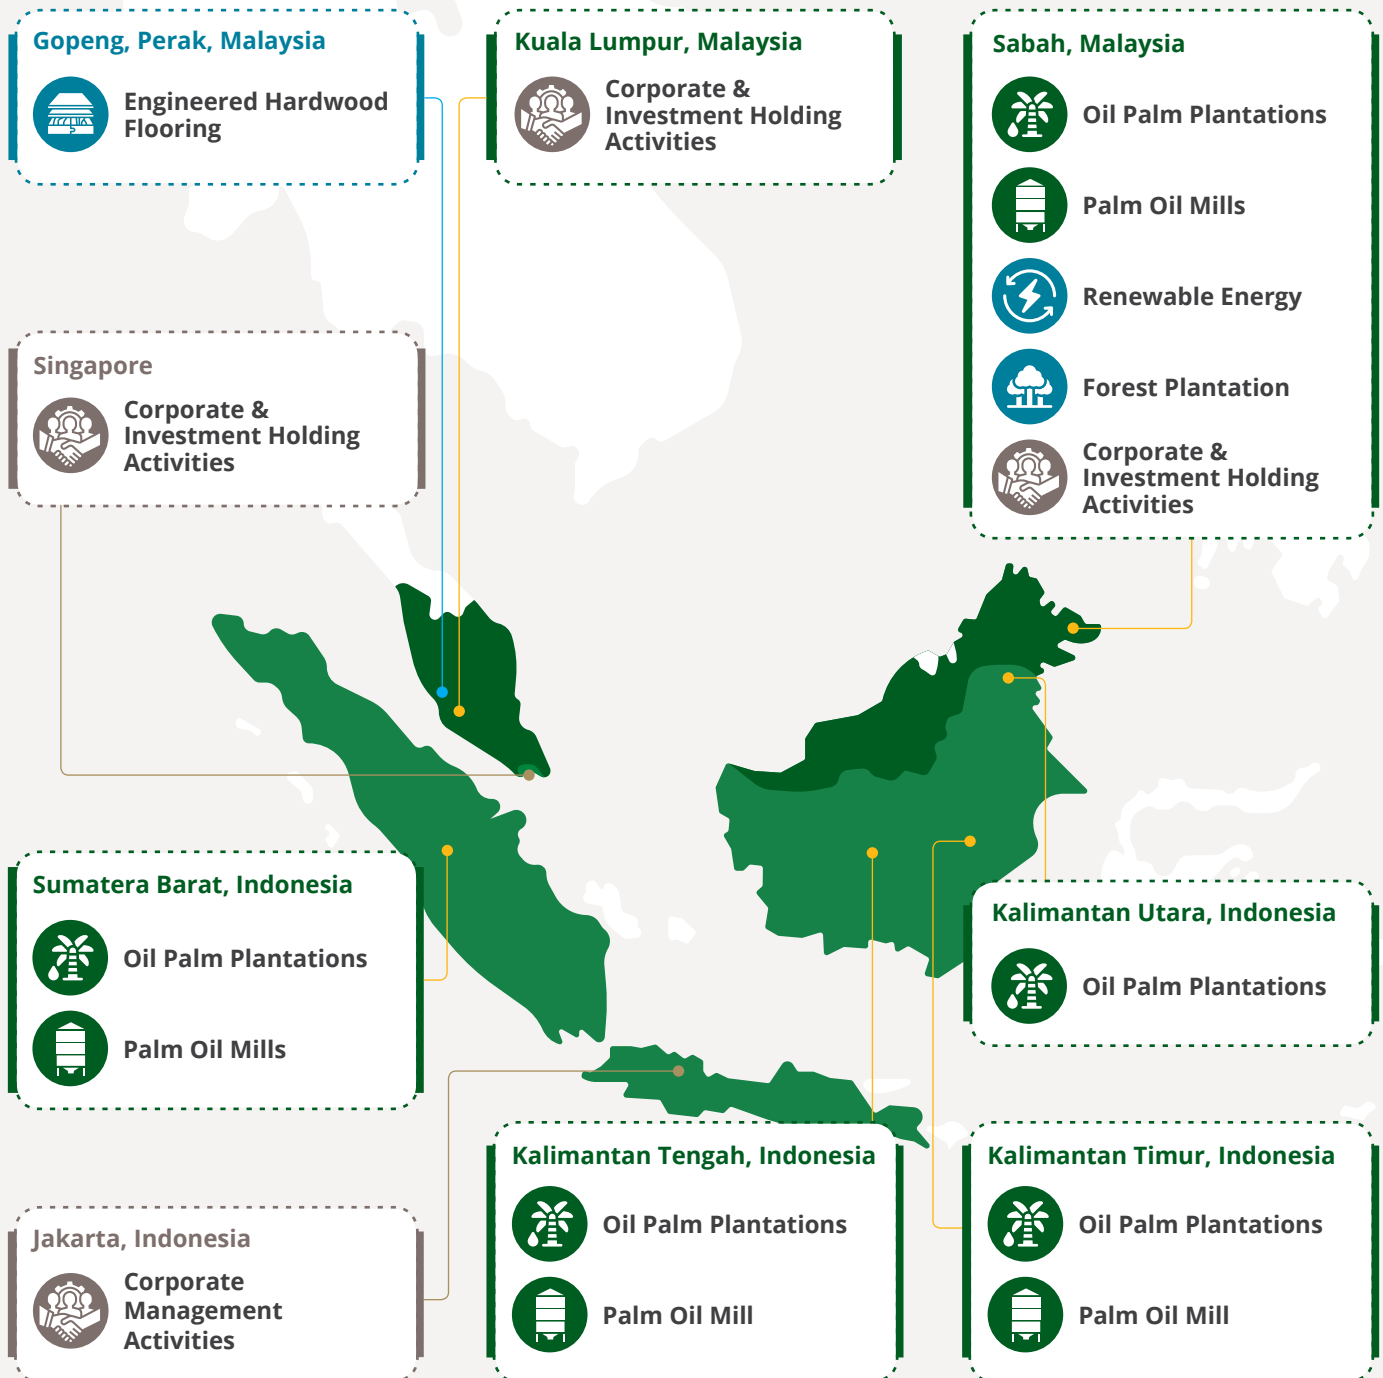 Gopeng, Perak, Malaysia
Engineered Hardwood
Flooring
Kuala Lumpur, Malaysia
Corporate &
Investment Holding
Activities
Sabah, Malaysia
Oil Palm Plantations
Palm Oil Mills
Renewable Energy
Forest Plantation
Corporate &
Investment Holding
Activities
Singapore
Corporate &
Investment Holding
Activities
Sumatera Barat, Indonesia
Oil Palm Plantations
Palm Oil Mills
Kalimantan Utara, Indonesia
Oil Palm Plantations
Jakarta, Indonesia
Corporate
Management
Activities
Kalimantan Tengah, Indonesia
Oil Palm Plantations
Palm Oil Mill
Kalimantan Timur, Indonesia
Oil Palm Plantations
Palm Oil Mill